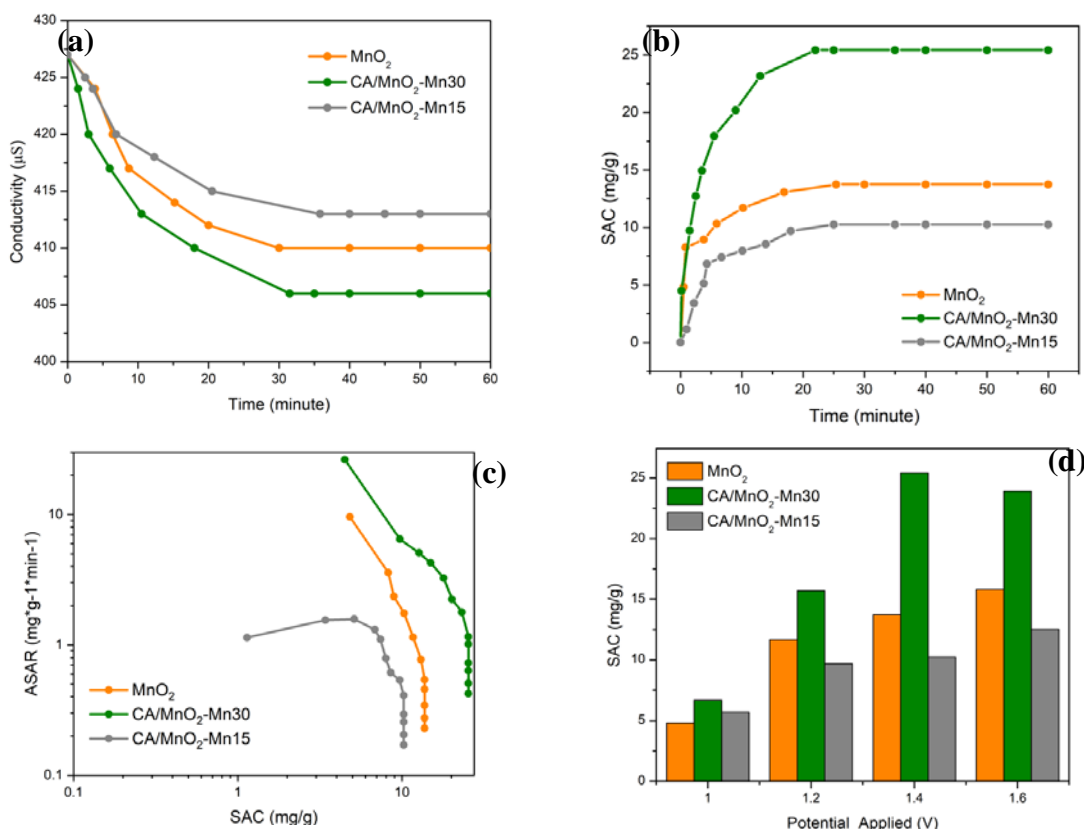 (a)
430
425
420
415
410
405
400
Conductivity (μS)
0 10 20 30 40 50 60
Time (minute)
MnO₂
CA/MnO₂-Mn30
CA/MnO₂-Mn15
(b)
25
20
15
10
5
0
SAC (mg/g)
0 10 20 30 40 50 60
Time (minute)
MnO₂
CA/MnO₂-Mn30
CA/MnO₂-Mn15
(c)
10
1
0.1
ASAR (mg*g-1*min-1)
0.1 1 10
SAC (mg/g)
MnO₂
CA/MnO₂-Mn30
CA/MnO₂-Mn15
(d)
25
20
15
10
5
0
SAC (mg/g)
1 1.2 1.4 1.6
Potential Applied (V)
MnO₂
CA/MnO₂-Mn30
CA/MnO₂-Mn15